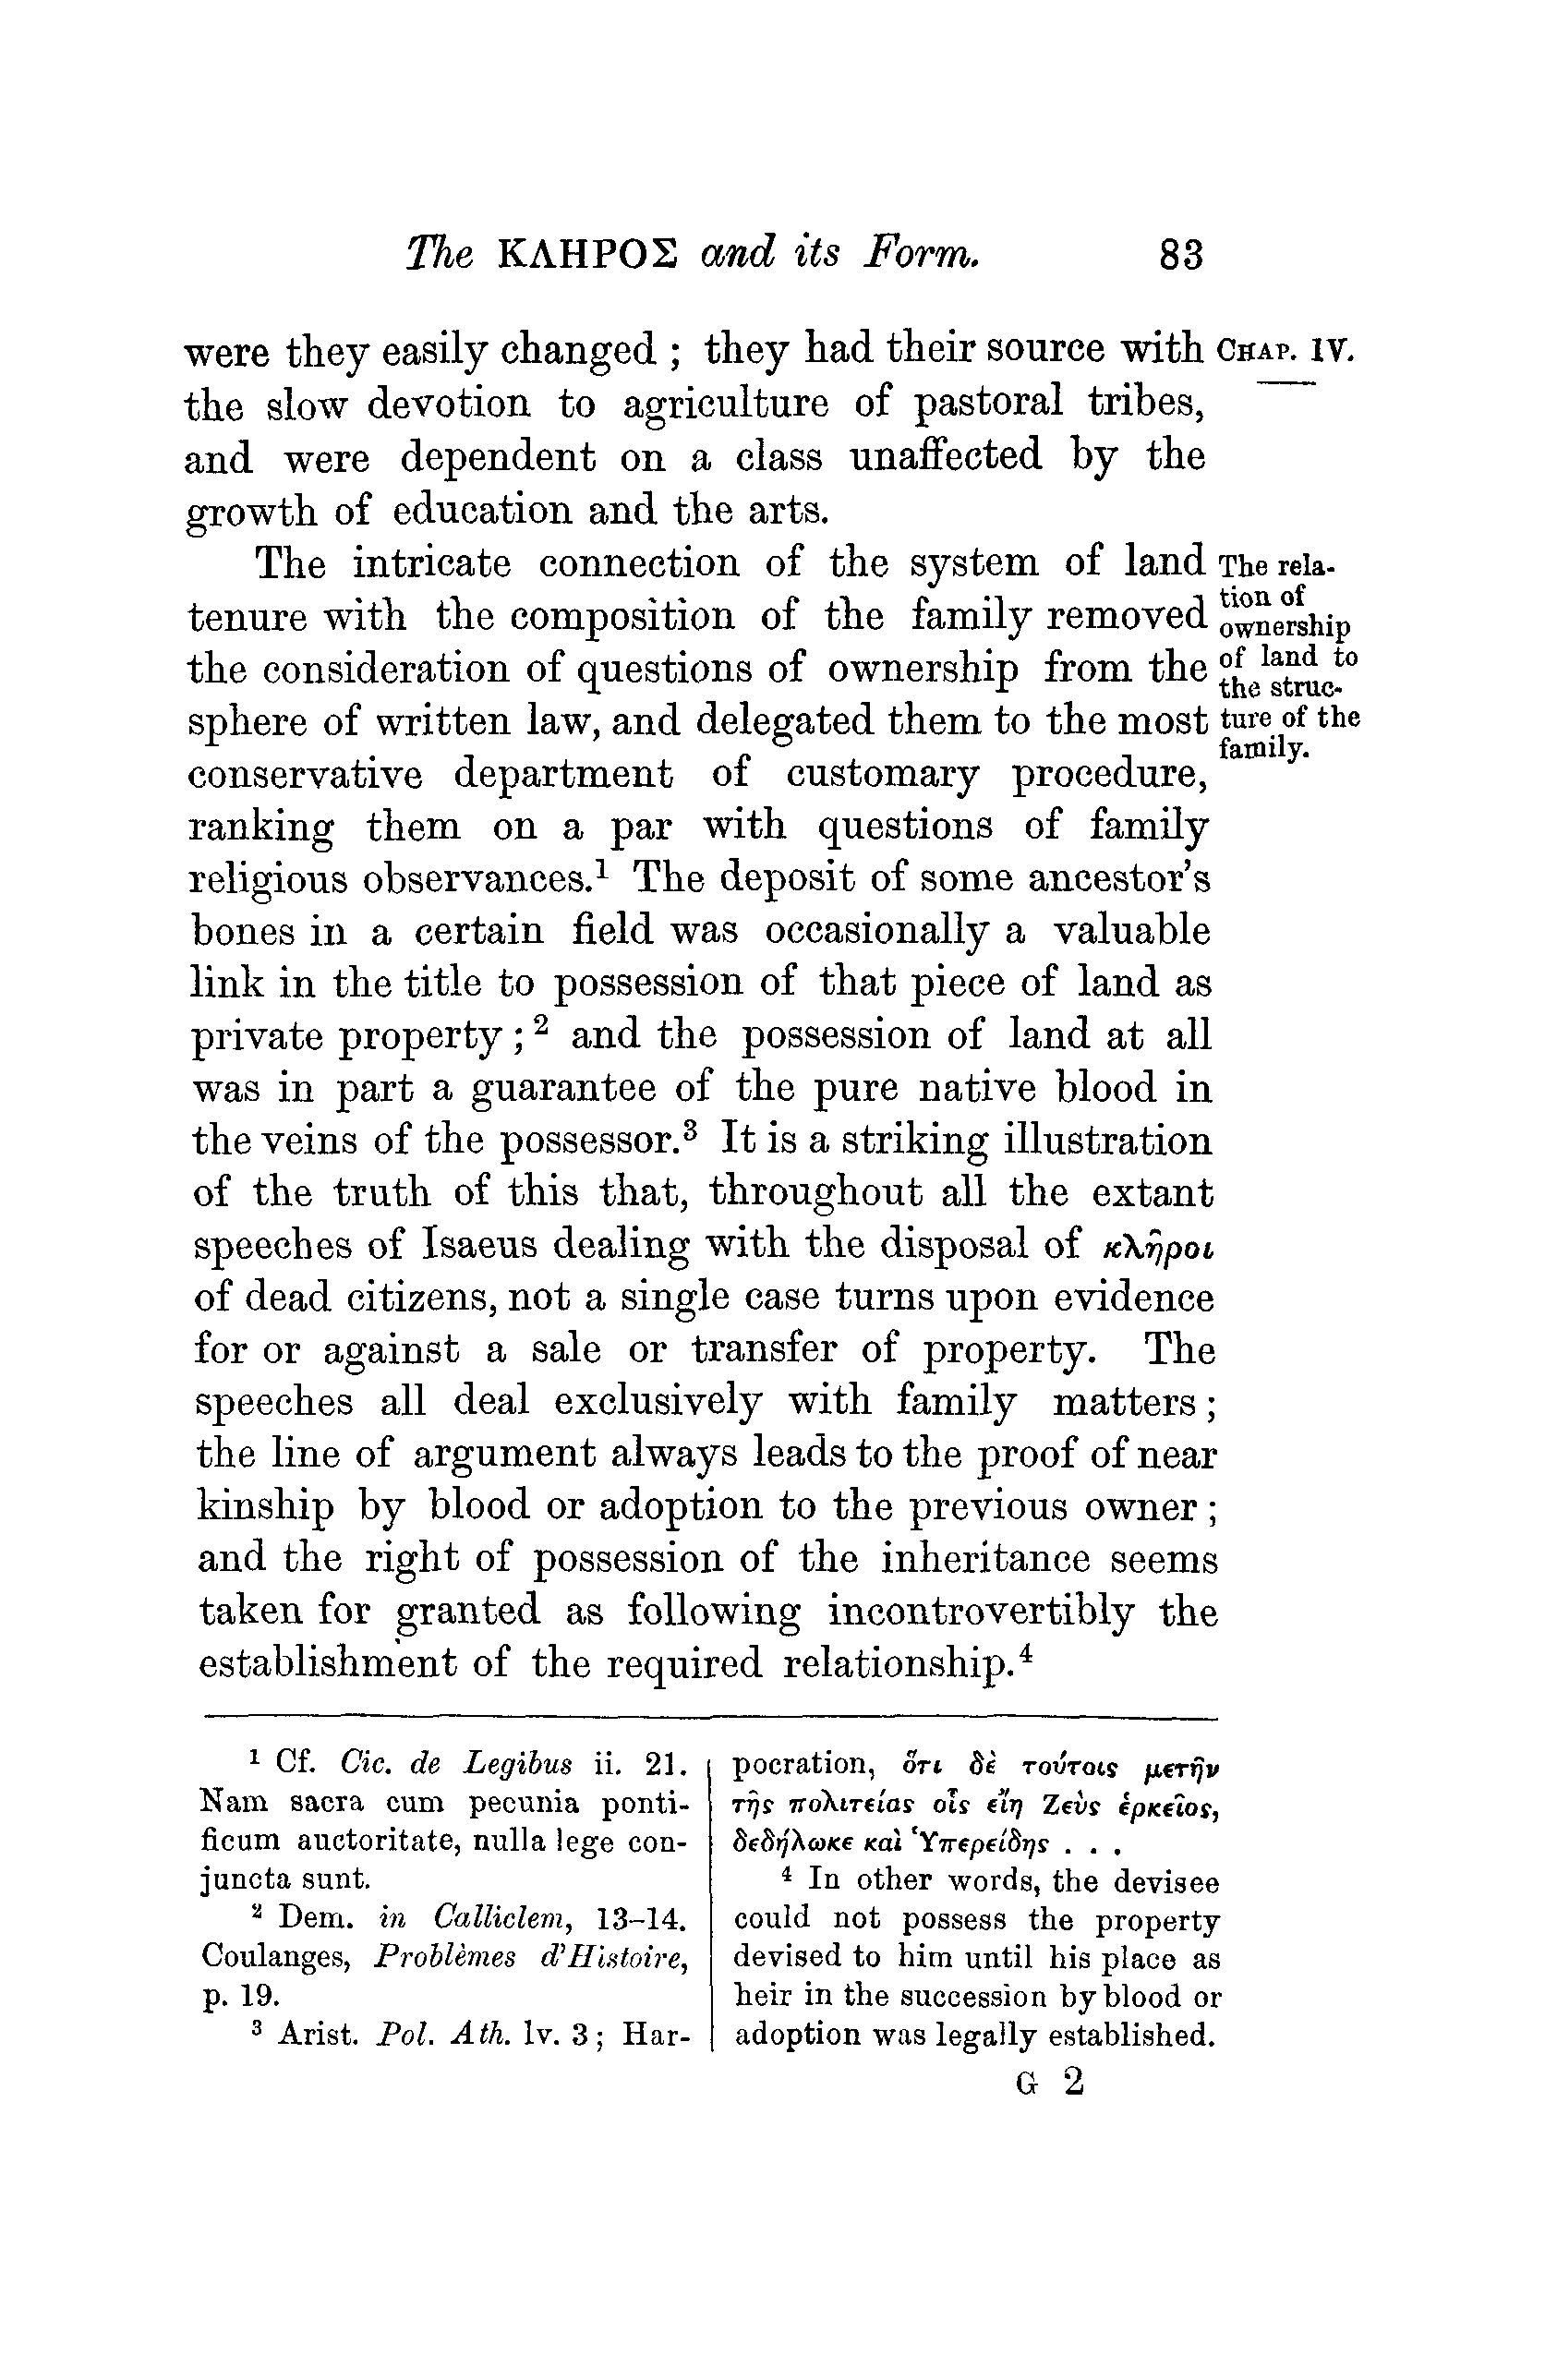 The ΚΛΗΡΟΣ and its Form. 83
were they easily changed ; they had their source with
the slow devotion to agriculture of pastoral tribes,
and were dependent on a class unaffected by the
growth of education and the arts.
CHAP. IV.
The intricate connection of the system of land
tenure with the composition of the family removed
the consideration of questions of ownership from the
sphere of written law, and delegated them to the most
conservative department of customary procedure,
ranking them on a par with questions of family
religious observances.¹ The deposit of some ancestor's
bones in a certain field was occasionally a valuable
link in the title to possession of that piece of land as
private property ; ² and the possession of land at all
was in part a guarantee of the pure native blood in
the veins of the possessor.³ It is a striking illustration
of the truth of this that, throughout all the extant
speeches of Isaeus dealing with the disposal of κλῆροι
of dead citizens, not a single case turns upon evidence
for or against a sale or transfer of property. The
speeches all deal exclusively with family matters ;
the line of argument always leads to the proof of near
kinship by blood or adoption to the previous owner ;
and the right of possession of the inheritance seems
taken for granted as following incontrovertibly the
establishment of the required relationship.⁴
The rela-
tion of
ownership
of land to
the struc-
ture of the
family.
¹ Cf. Cic. de Legibus ii. 21.
Nam sacra cum pecunia ponti-
ficum auctoritate, nulla lege con-
juncta sunt.
² Dem. in Calliclem, 13–14.
Coulanges, Problèmes d'Histoire,
p. 19.
³ Arist. Pol. Ath. lv. 3; Har-
pocration, ὅτι δὲ τούτοις μετῆν
τῆς πολιτείας οἷς εἴη Ζεὺς ἑρκεῖος,
δεδήλωκε καὶ Ὑπερείδης . . .
⁴ In other words, the devisee
could not possess the property
devised to him until his place as
heir in the succession by blood or
adoption was legally established.
G 2